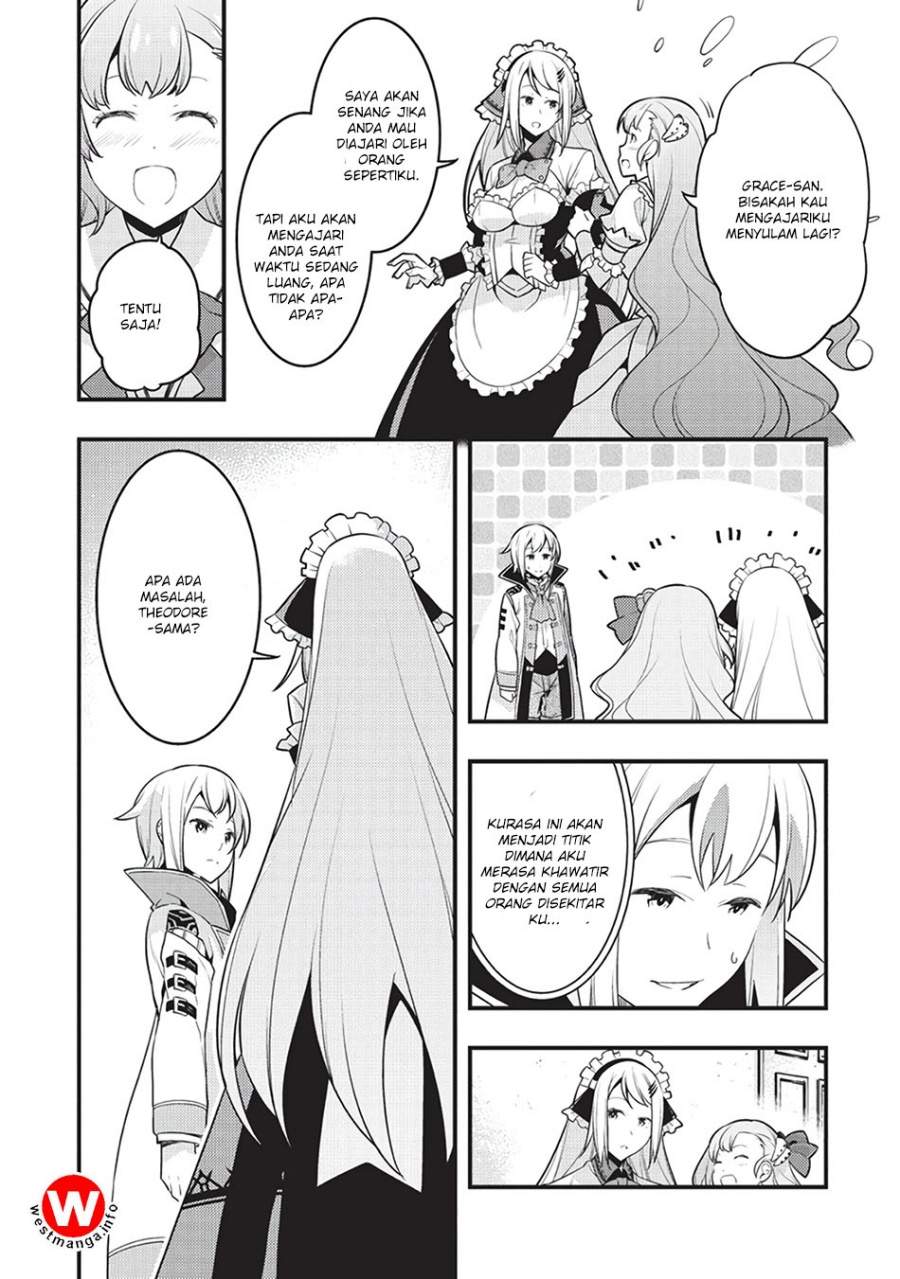 GRACE-SAN.
BISAKAH KAU
MENGAJARIKU
MENYULAM LAGI?
SAYA AKAN
SENANG JIKA
ANDA MAU
DIAJARI OLEH
ORANG
SEPERTIKU.
TAPI AKU AKAN
MENGAJARI
ANDA SAAT
WAKTU SEDANG
LUANG, APA
TIDAK APA-
APA?
TENTU
SAJA!
KURASA INI AKAN
MENJADI TITIK
DIMANA AKU
MERASA KHAWATIR
DENGAN SEMUA
ORANG DISEKITAR
KU...
APA ADA
MASALAH,
THEODORE
-SAMA?
W
westmanga.info